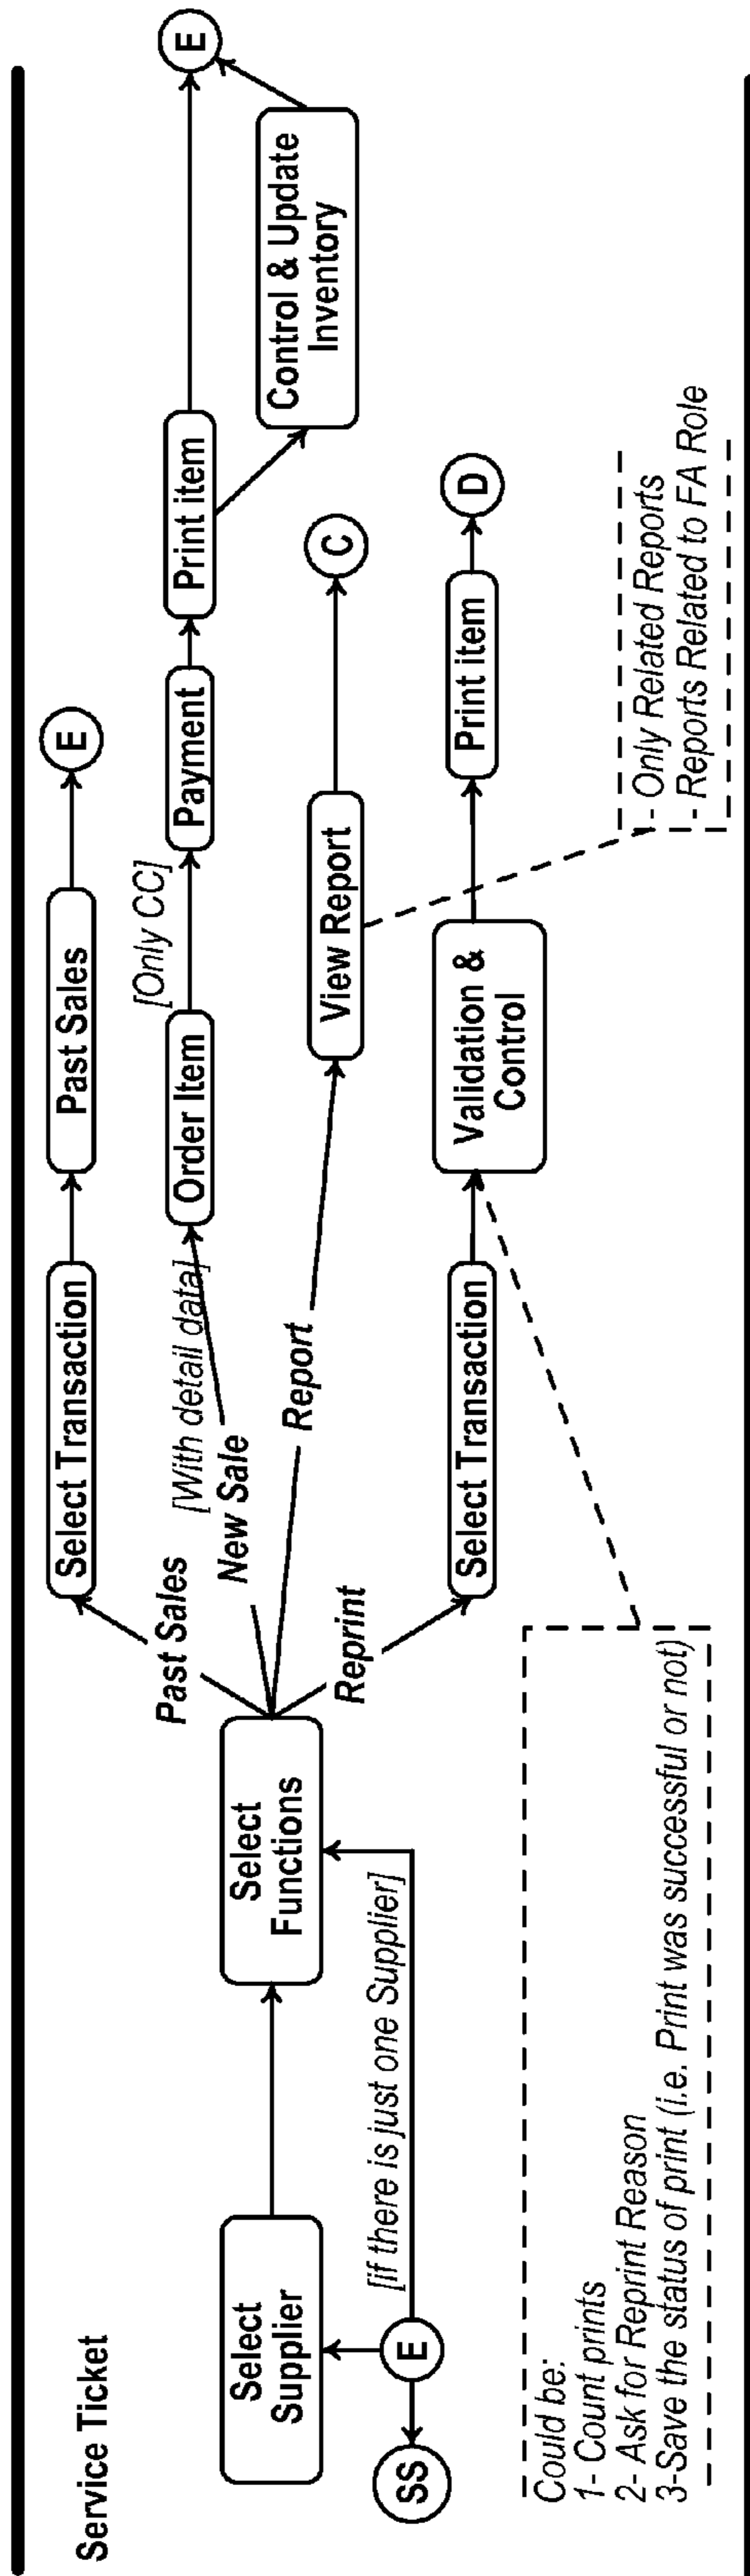 Service Ticket
Select
Supplier
SS
E
[if there is just one Supplier]
Select
Functions
Past Sales
Select Transaction
Past Sales
E
New Sale
[With detail data]
Order Item
[Only CC]
Payment
Print item
E
Control & Update
Inventory
Report
View Report
C
- Only Related Reports
- Reports Related to FA Role
Reprint
Select Transaction
Validation &
Control
Print item
D
Could be:
1- Count prints
2- Ask for Reprint Reason
3-Save the status of print (i.e. Print was successful or not)